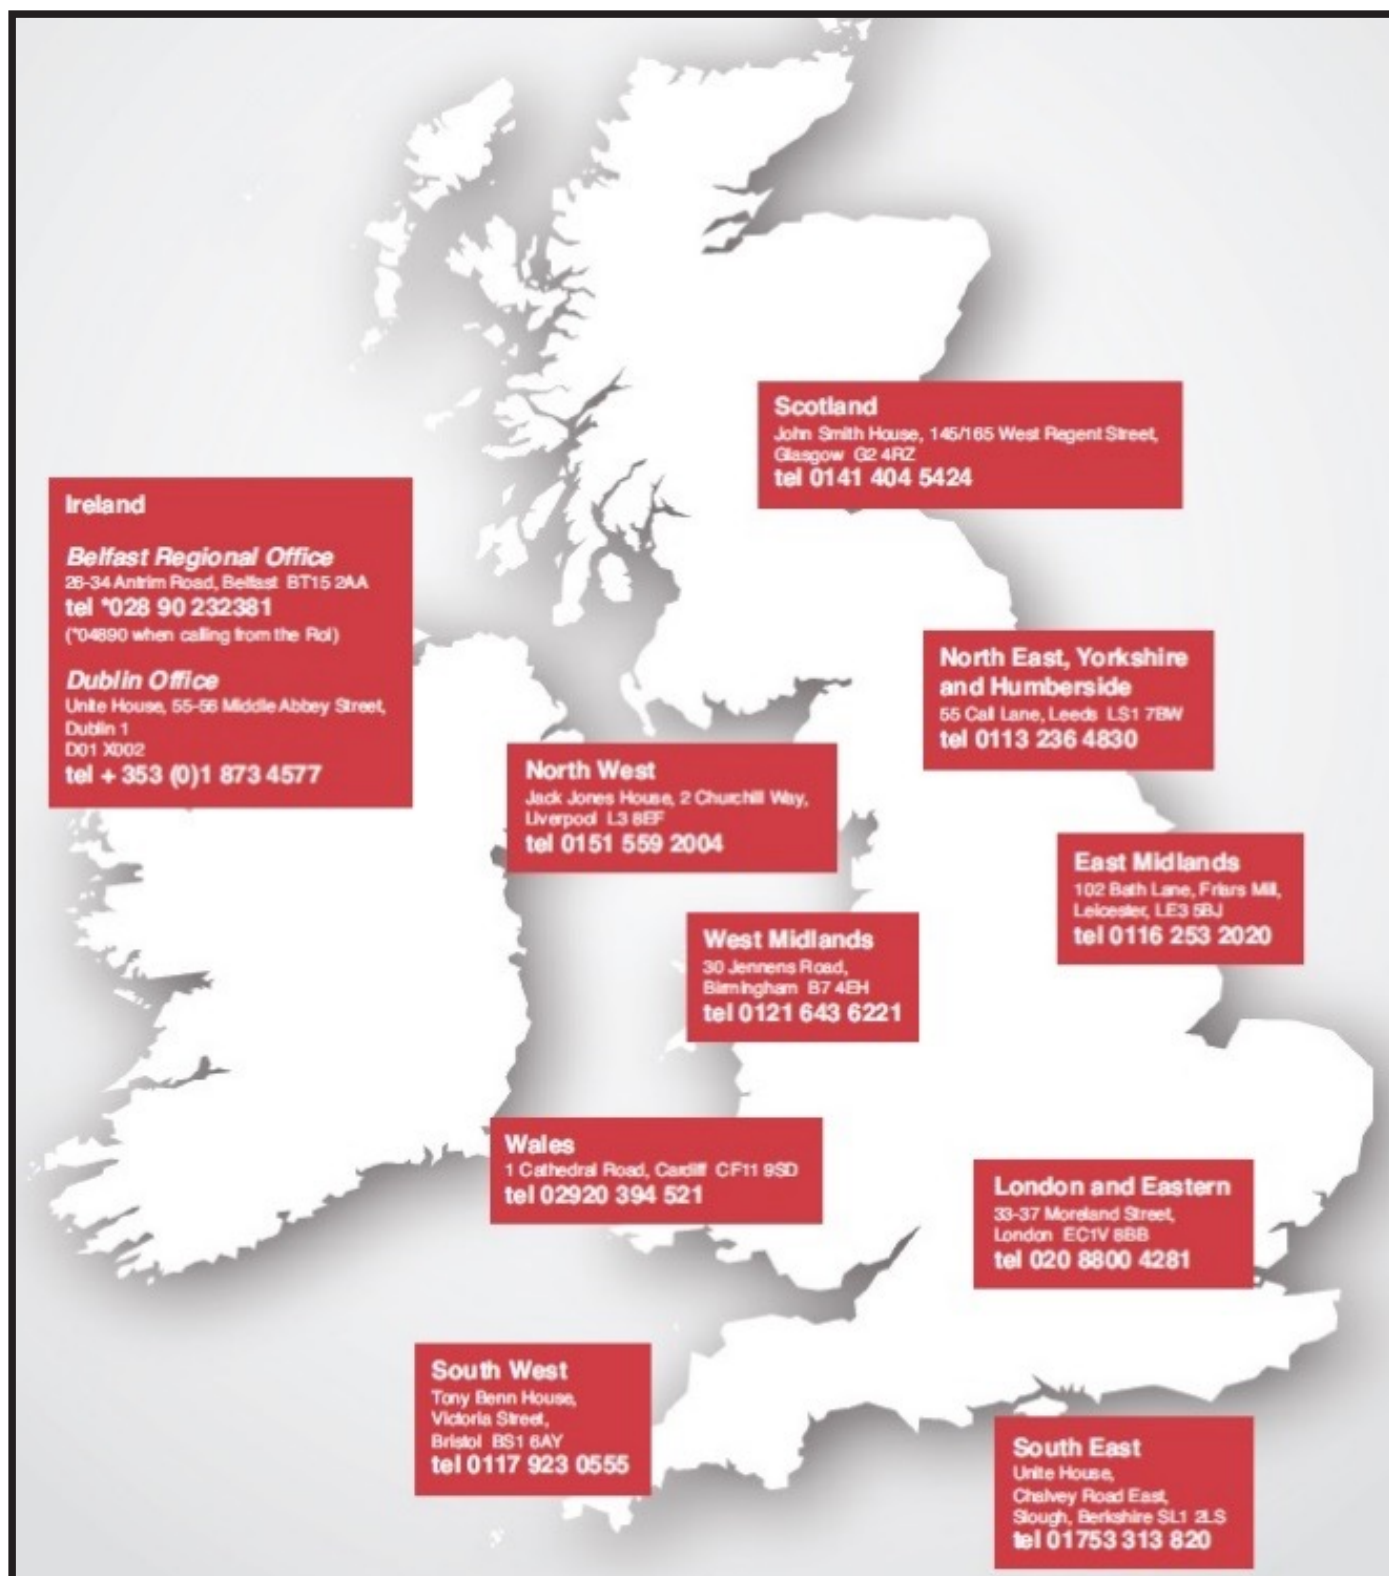 Scotland
John Smith House, 145/165 West Regent Street,
Glasgow G2 4RZ
tel 0141 404 5424
Ireland
Belfast Regional Office
26-34 Antrim Road, Belfast BT15 2AA
tel *028 90 232381
(*04890 when calling from the RoI)
Dublin Office
Unite House, 55-56 Middle Abbey Street,
Dublin 1
D01 X002
tel + 353 (0)1 873 4577
North East, Yorkshire
and Humberside
55 Call Lane, Leeds LS1 7BW
tel 0113 236 4830
North West
Jack Jones House, 2 Churchill Way,
Liverpool L3 8EF
tel 0151 559 2004
East Midlands
102 Bath Lane, Friars Mill,
Leicester, LE3 5BJ
tel 0116 253 2020
West Midlands
30 Jennens Road,
Birmingham B7 4EH
tel 0121 643 6221
Wales
1 Cathedral Road, Cardiff CF11 9SD
tel 02920 394 521
London and Eastern
33-37 Moreland Street,
London EC1V 8BB
tel 020 8800 4281
South West
Tony Benn House,
Victoria Street,
Bristol BS1 6AY
tel 0117 923 0555
South East
Unite House,
Chalvey Road East,
Slough, Berkshire SL1 2LS
tel 01753 313 820